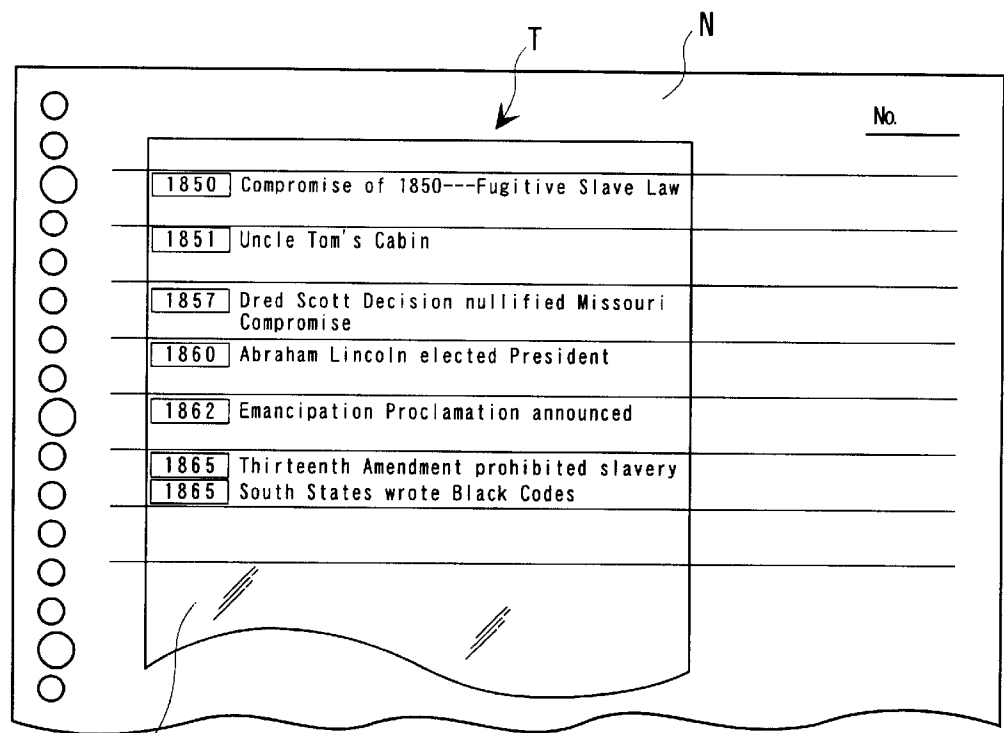 T
N
No.
1850 Compromise of 1850---Fugitive Slave Law
1851 Uncle Tom's Cabin
1857 Dred Scott Decision nullified Missouri
Compromise
1860 Abraham Lincoln elected President
1862 Emancipation Proclamation announced
1865 Thirteenth Amendment prohibited slavery
1865 South States wrote Black Codes